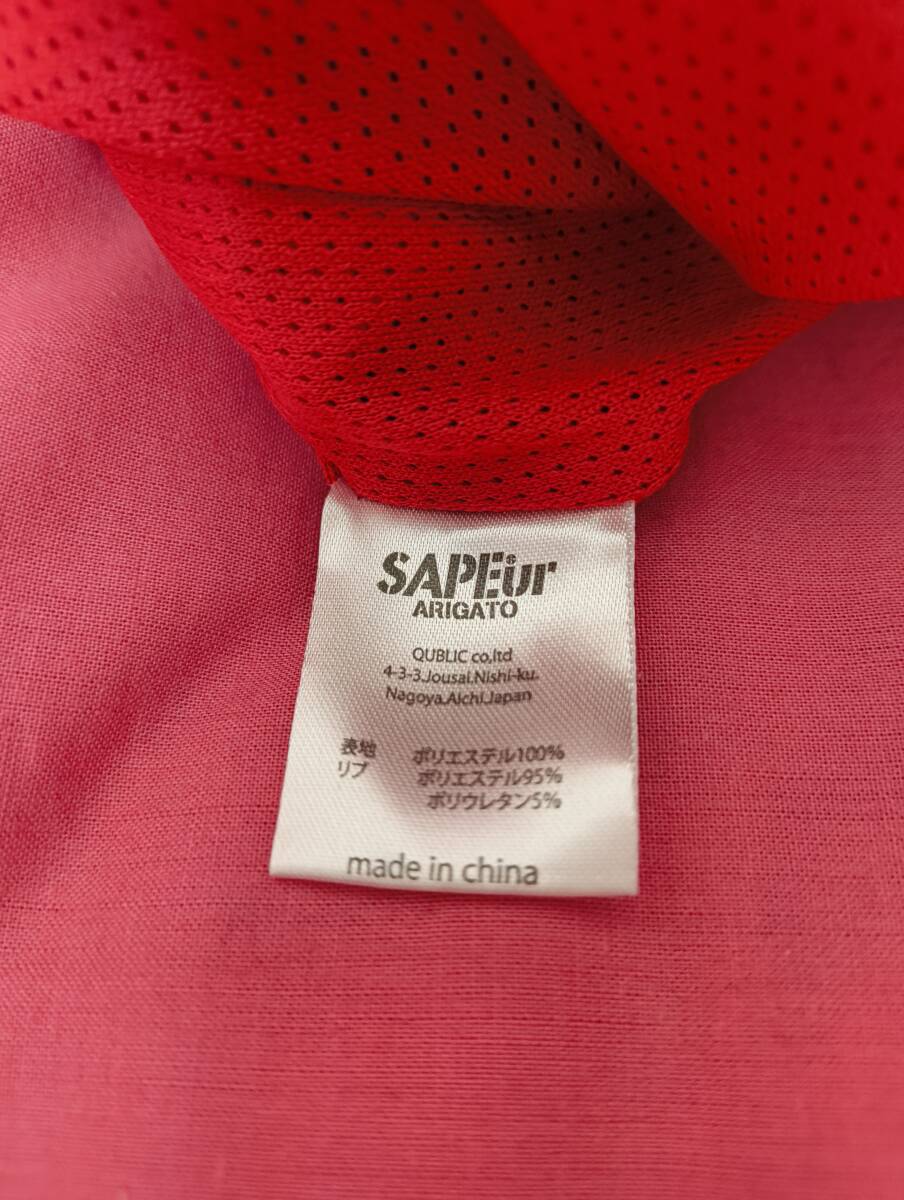 SAPEur
ARIGATO
QUBLIC co,ltd
4-3-3.Jousai.Nishi-ku.
Nagoya.Aichi.Japan
表地 ポリエステル100%
リブ ポリエステル95%
ポリウレタン5%
made in china